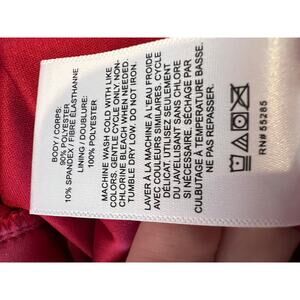 BODY / CORPS:
90% POLYESTER
10% SPANDEX / FIBRE ÉLASTHANNE
LINING / DOUBLURE:
100% POLYESTER
MACHINE WASH COLD WITH LIKE
COLORS. GENTLE CYCLE ONLY. NON-
CHLORINE BLEACH WHEN NEEDED.
TUMBLE DRY LOW. DO NOT IRON.
LAVER À LA MACHINE À L'EAU FROIDE
AVEC COULEURS SIMILAIRES. CYCLE
DÉLICAT. UTILISEZ SEULEMENT
DU JAVELLISANT SANS CHLORE
SI NÉCESSAIRE. SÉCHAGE PAR
CULBUTAGE À TEMPÉRATURE BASSE.
NE PAS REPASSER.
RN# 55285